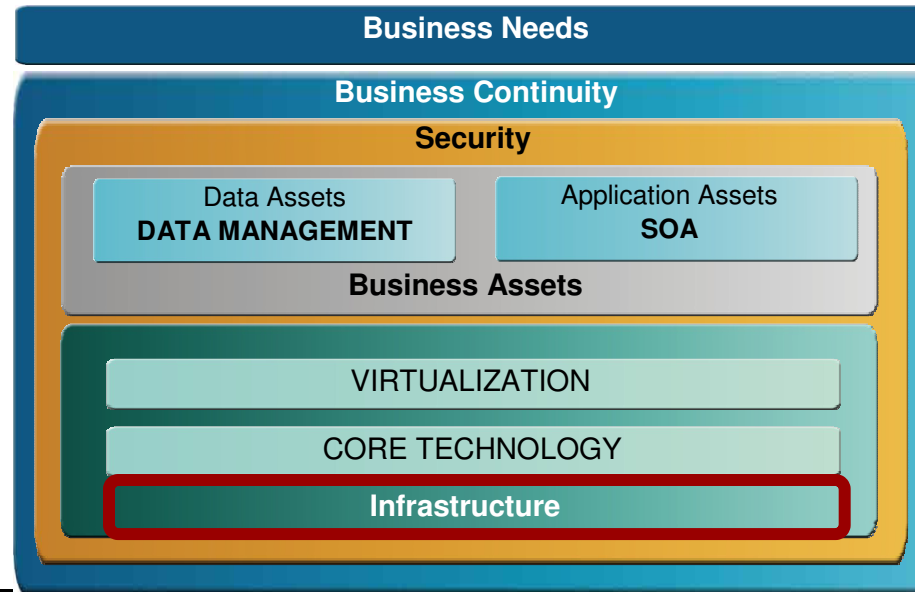 Business Needs
Business Continuity
Security
Data Assets
DATA MANAGEMENT
Application Assets
SOA
Business Assets
VIRTUALIZATION
CORE TECHNOLOGY
Infrastructure